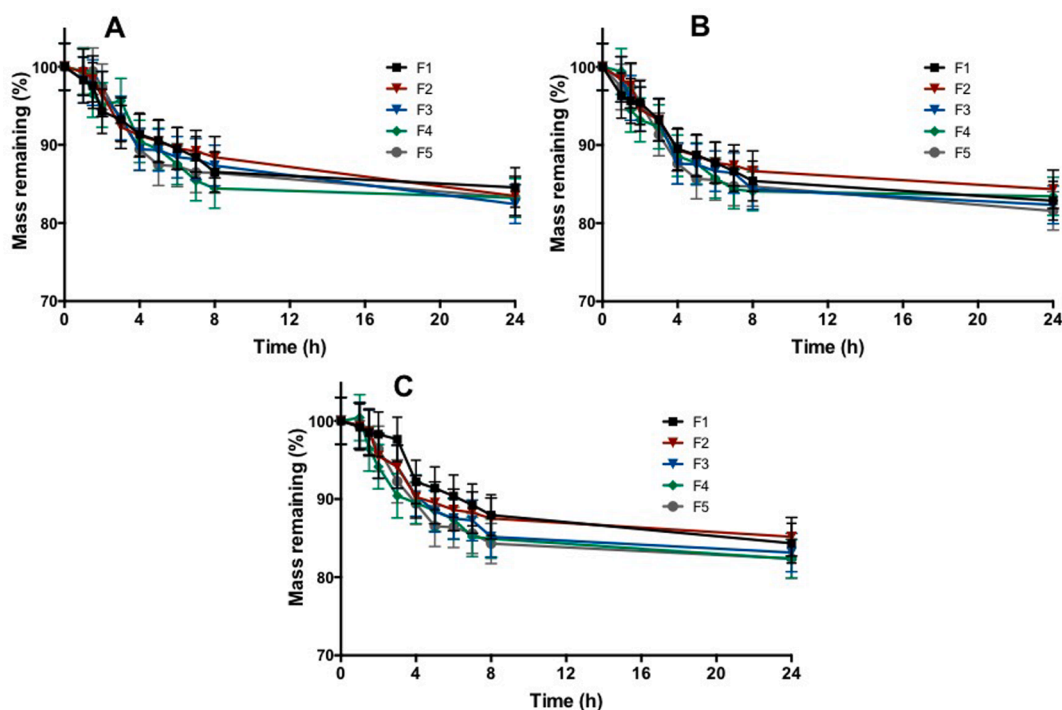 A
Mass remaining (%)
100
90
80
70
0
4
8
12
16
20
24
Time (h)
F1
F2
F3
F4
F5
B
Mass remaining (%)
100
90
80
70
0
4
8
12
16
20
24
Time (h)
F1
F2
F3
F4
F5
C
Mass remaining (%)
100
90
80
70
0
4
8
12
16
20
24
Time (h)
F1
F2
F3
F4
F5